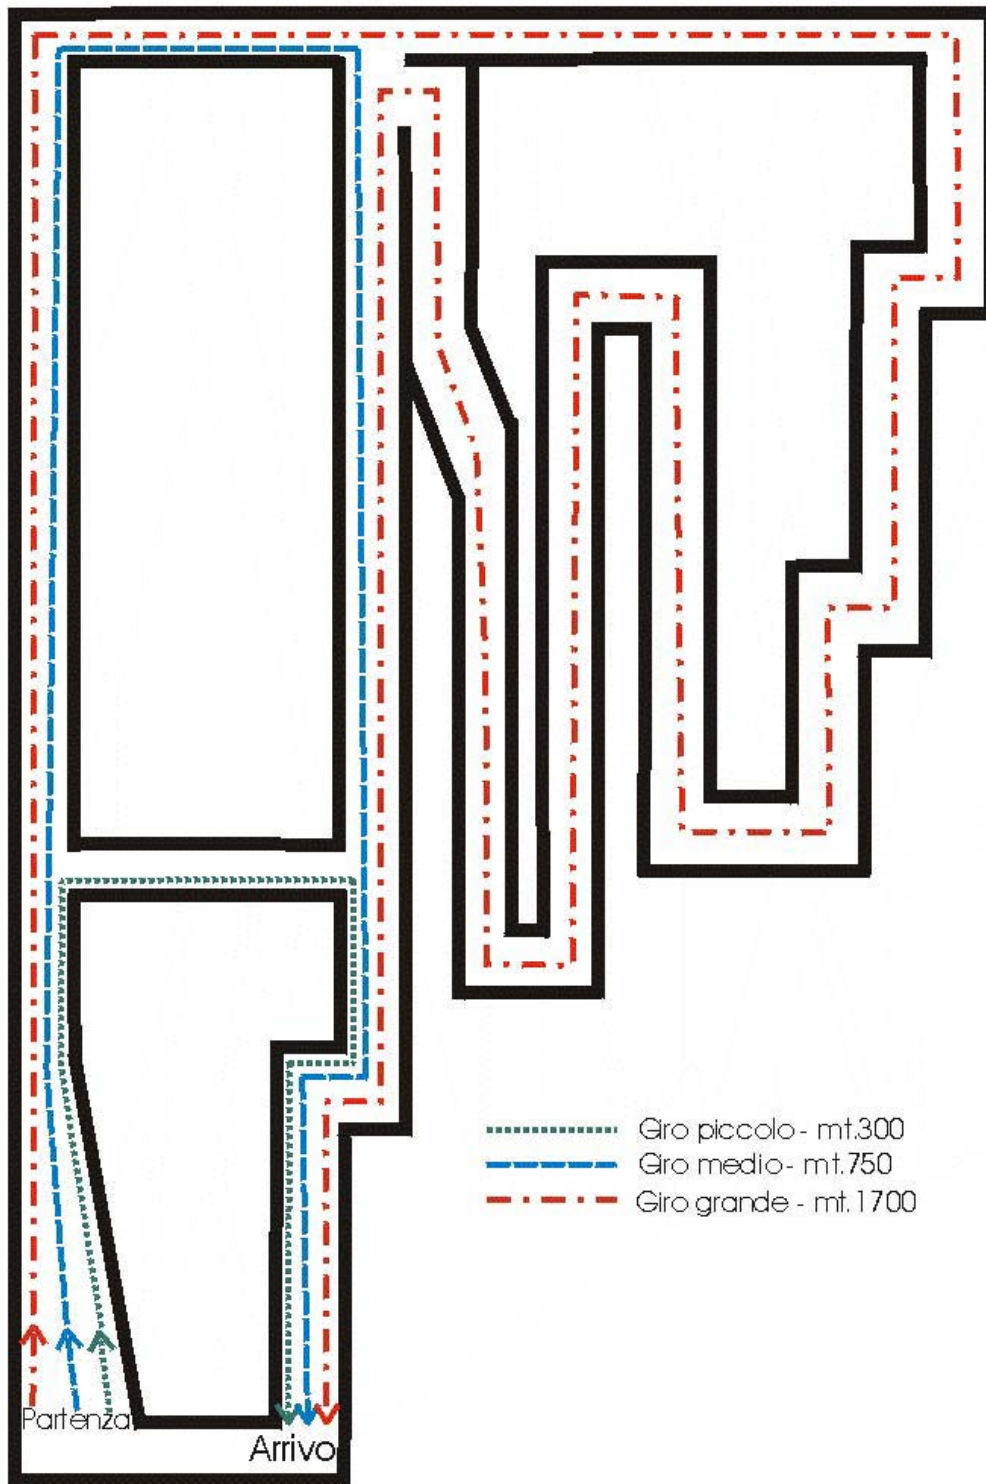 Giro piccolo - mt.300
Giro medio - mt.750
Giro grande - mt.1700
Partenza
Arrivo